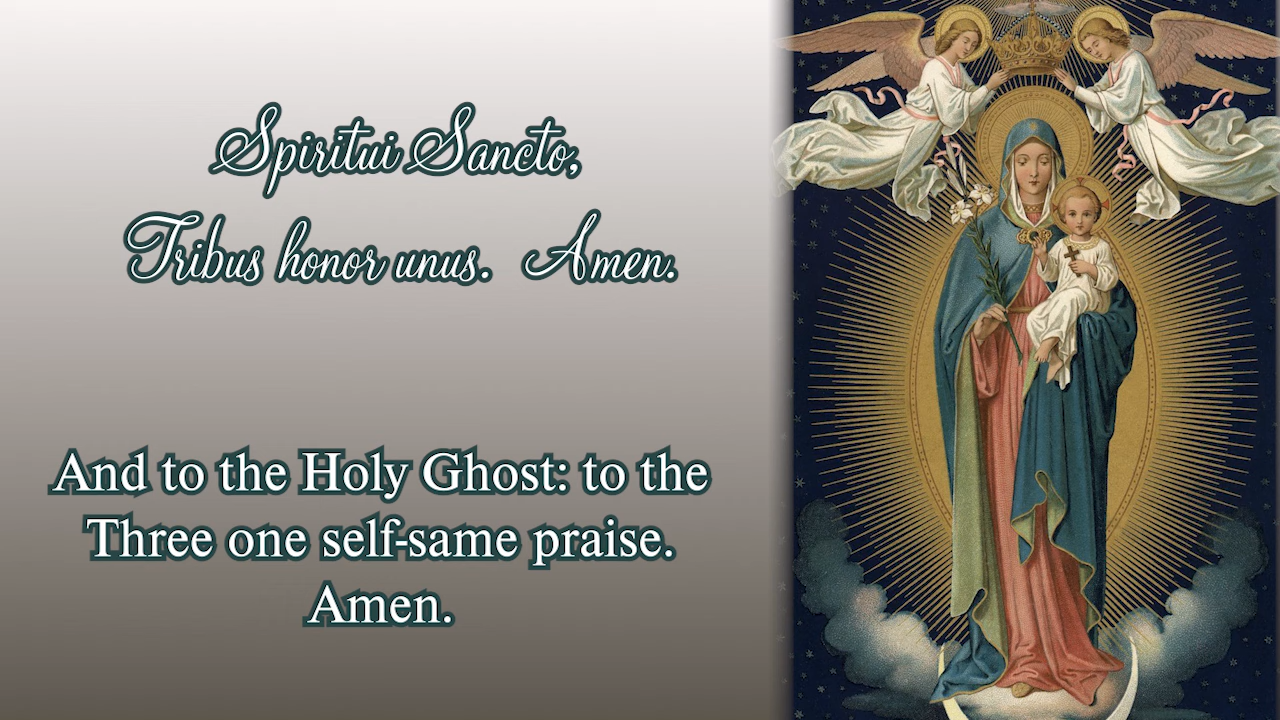 Spiritui Sancto,
Tribus honor unus. Amen.
And to the Holy Ghost: to the
Three one self-same praise.
Amen.